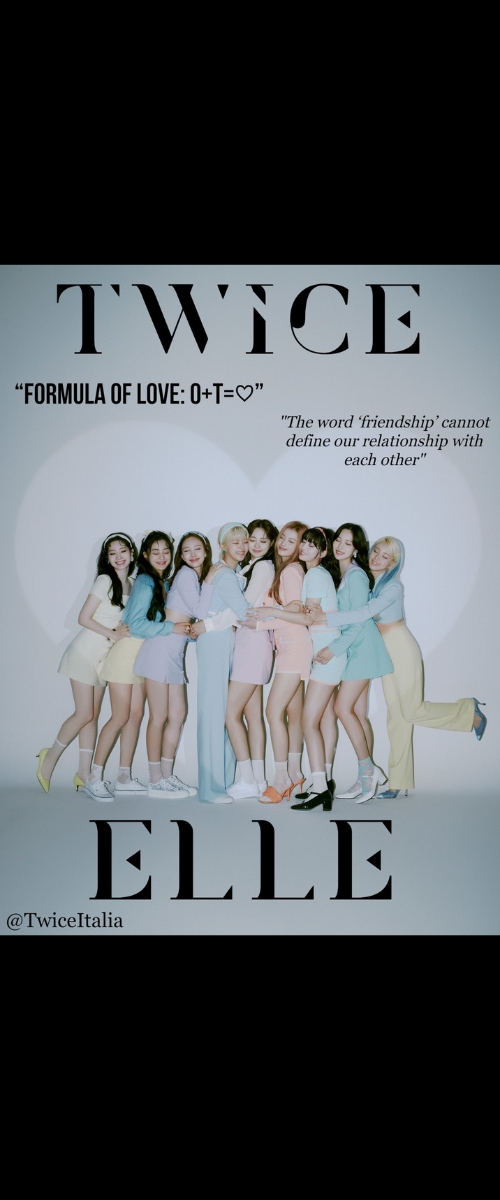 TWICE
“FORMULA OF LOVE: O+T=♡”
"The word ‘friendship’ cannot
define our relationship with
each other"
ELLE
@TwiceItalia